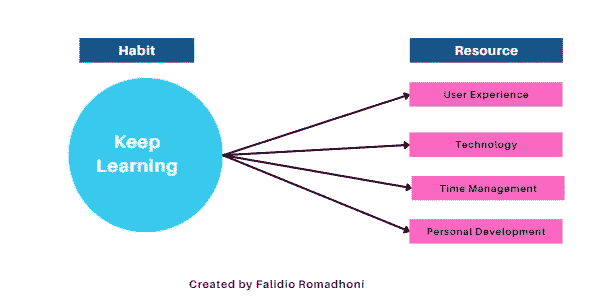 Habit
Resource
Keep
Learning
User Experience
Technology
Time Management
Personal Development
Created by Falidio Romadhoni